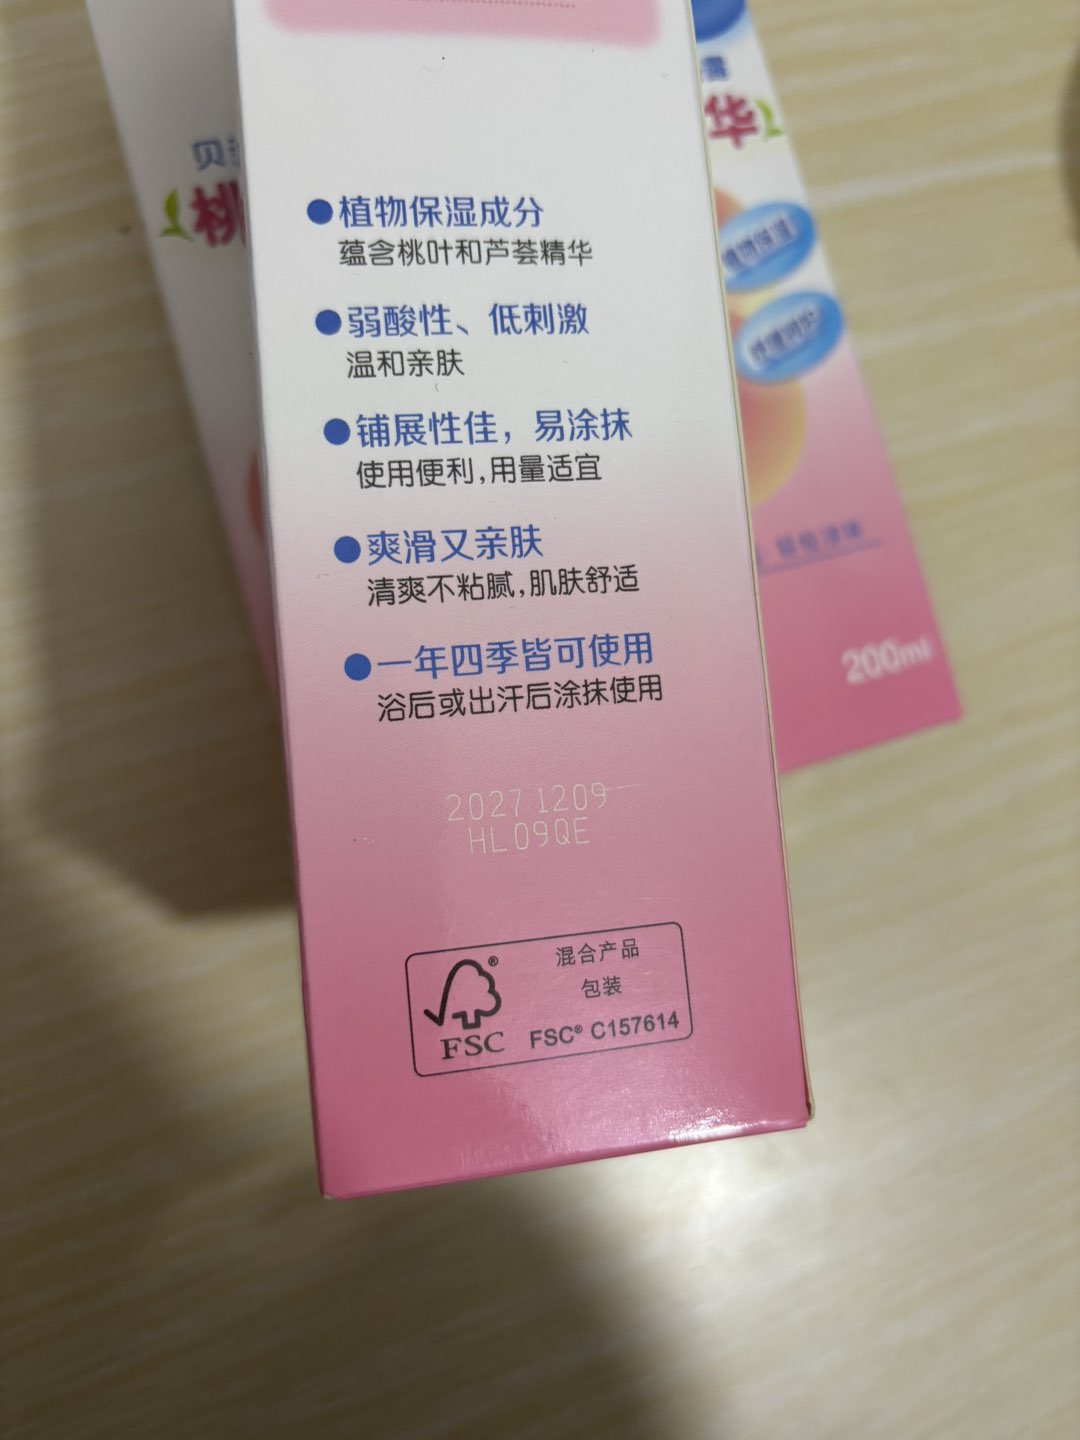 桃
华
●植物保湿成分
蕴含桃叶和芦荟精华
●弱酸性、低刺激
温和亲肤
●铺展性佳，易涂抹
使用便利,用量适宜
●爽滑又亲肤
清爽不粘腻,肌肤舒适
●一年四季皆可使用
浴后或出汗后涂抹使用
20271209
HL09QE
混合产品
包装
FSC® C157614
®
FSC
200ml